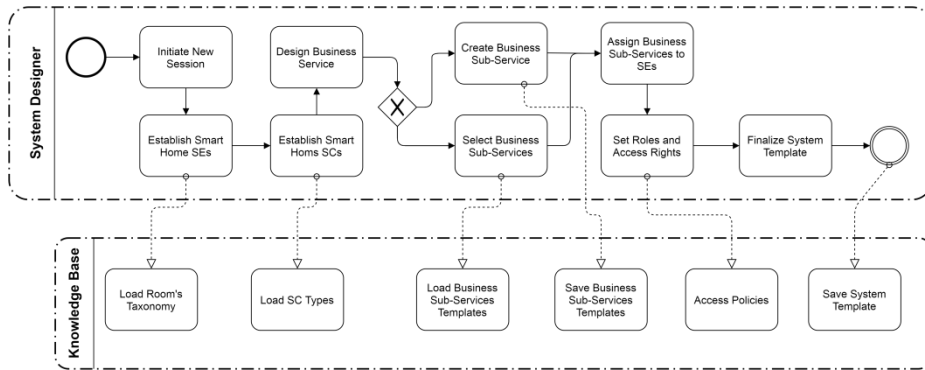 System Designer
Initiate New
Session
Design Business
Service
Create Business
Sub-Service
Assign Business
Sub-Services to
SEs
Establish Smart
Home SEs
Establish Smart
Homs SCs
Select Business
Sub-Services
Set Roles and
Access Rights
Finalize System
Template
Knowledge Base
Load Room's
Taxonomy
Load SC Types
Load Business
Sub-Services
Templates
Save Business
Sub-Services
Templates
Access Policies
Save System
Template